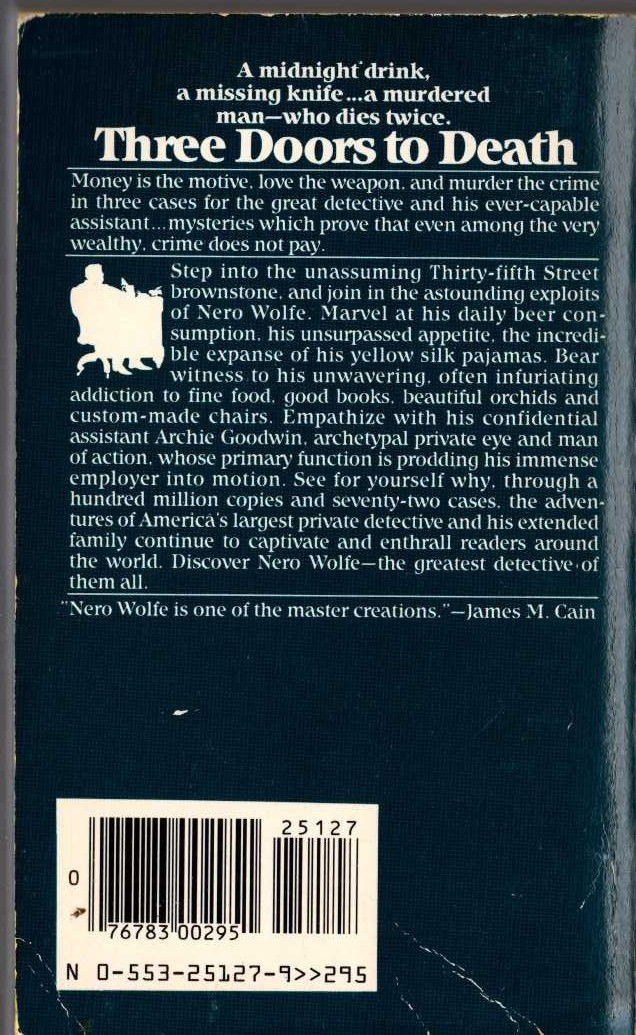 A midnight drink,
a missing knife...a murdered
man—who dies twice.
Three Doors to Death
Money is the motive, love the weapon, and murder the crime
in three cases for the great detective and his ever-capable
assistant...mysteries which prove that even among the very
wealthy, crime does not pay.
Step into the unassuming Thirty-fifth Street
brownstone, and join in the astounding exploits
of Nero Wolfe. Marvel at his daily beer con-
sumption, his unsurpassed appetite, the incredi-
ble expanse of his yellow silk pajamas. Bear
witness to his unwavering, often infuriating
addiction to fine food, good books, beautiful orchids and
custom-made chairs. Empathize with his confidential
assistant Archie Goodwin, archetypal private eye and man
of action, whose primary function is prodding his immense
employer into motion. See for yourself why, through a
hundred million copies and seventy-two cases, the adven-
tures of America's largest private detective and his extended
family continue to captivate and enthrall readers around
the world. Discover Nero Wolfe—the greatest detective of
them all.
"Nero Wolfe is one of the master creations."—James M. Cain
25127
0
76783 00295
N 0-553-25127-9>>295